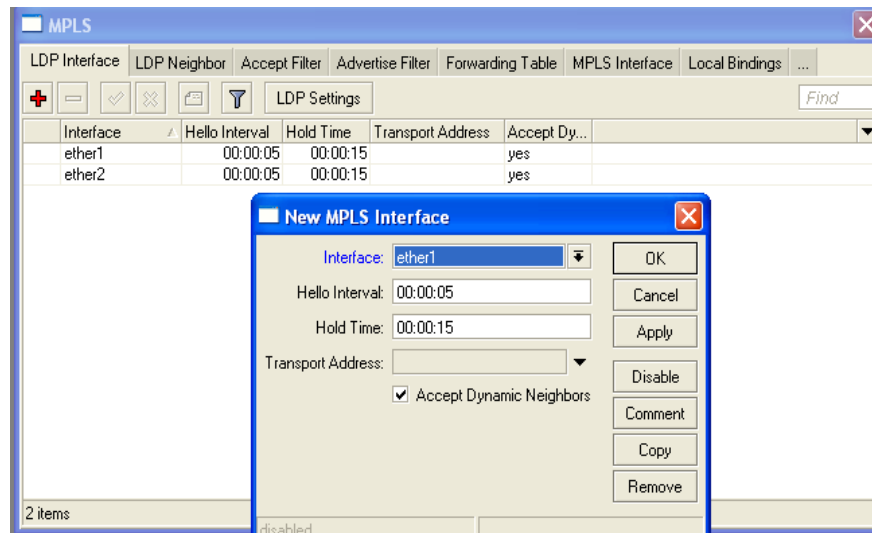 MPLS
LDP Interface LDP Neighbor Accept Filter Advertise Filter Forwarding Table MPLS Interface Local Bindings ...
LDP Settings Find
Interface Hello Interval Hold Time Transport Address Accept Dy...
ether1 00:00:05 00:00:15 yes
ether2 00:00:05 00:00:15 yes
New MPLS Interface
Interface: ether1 OK
Hello Interval: 00:00:05 Cancel
Hold Time: 00:00:15 Apply
Transport Address:
Disable
Accept Dynamic Neighbors
Comment
Copy
Remove
2 items
disabled